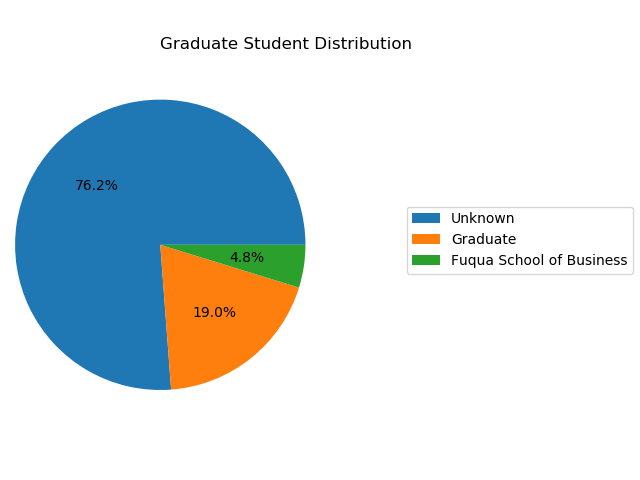 Graduate Student Distribution
76.2%
4.8%
19.0%
Unknown
Graduate
Fuqua School of Business